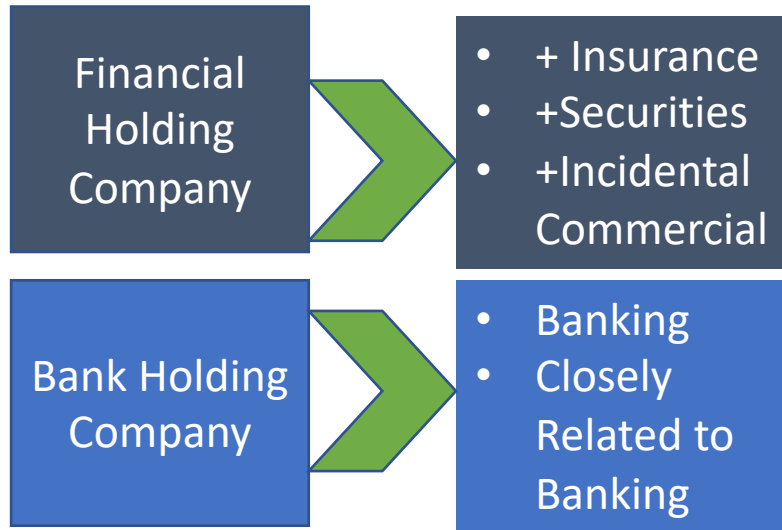 Financial
Holding
Company
• + Insurance
• +Securities
• +Incidental
Commercial
Bank Holding
Company
• Banking
• Closely
Related to
Banking